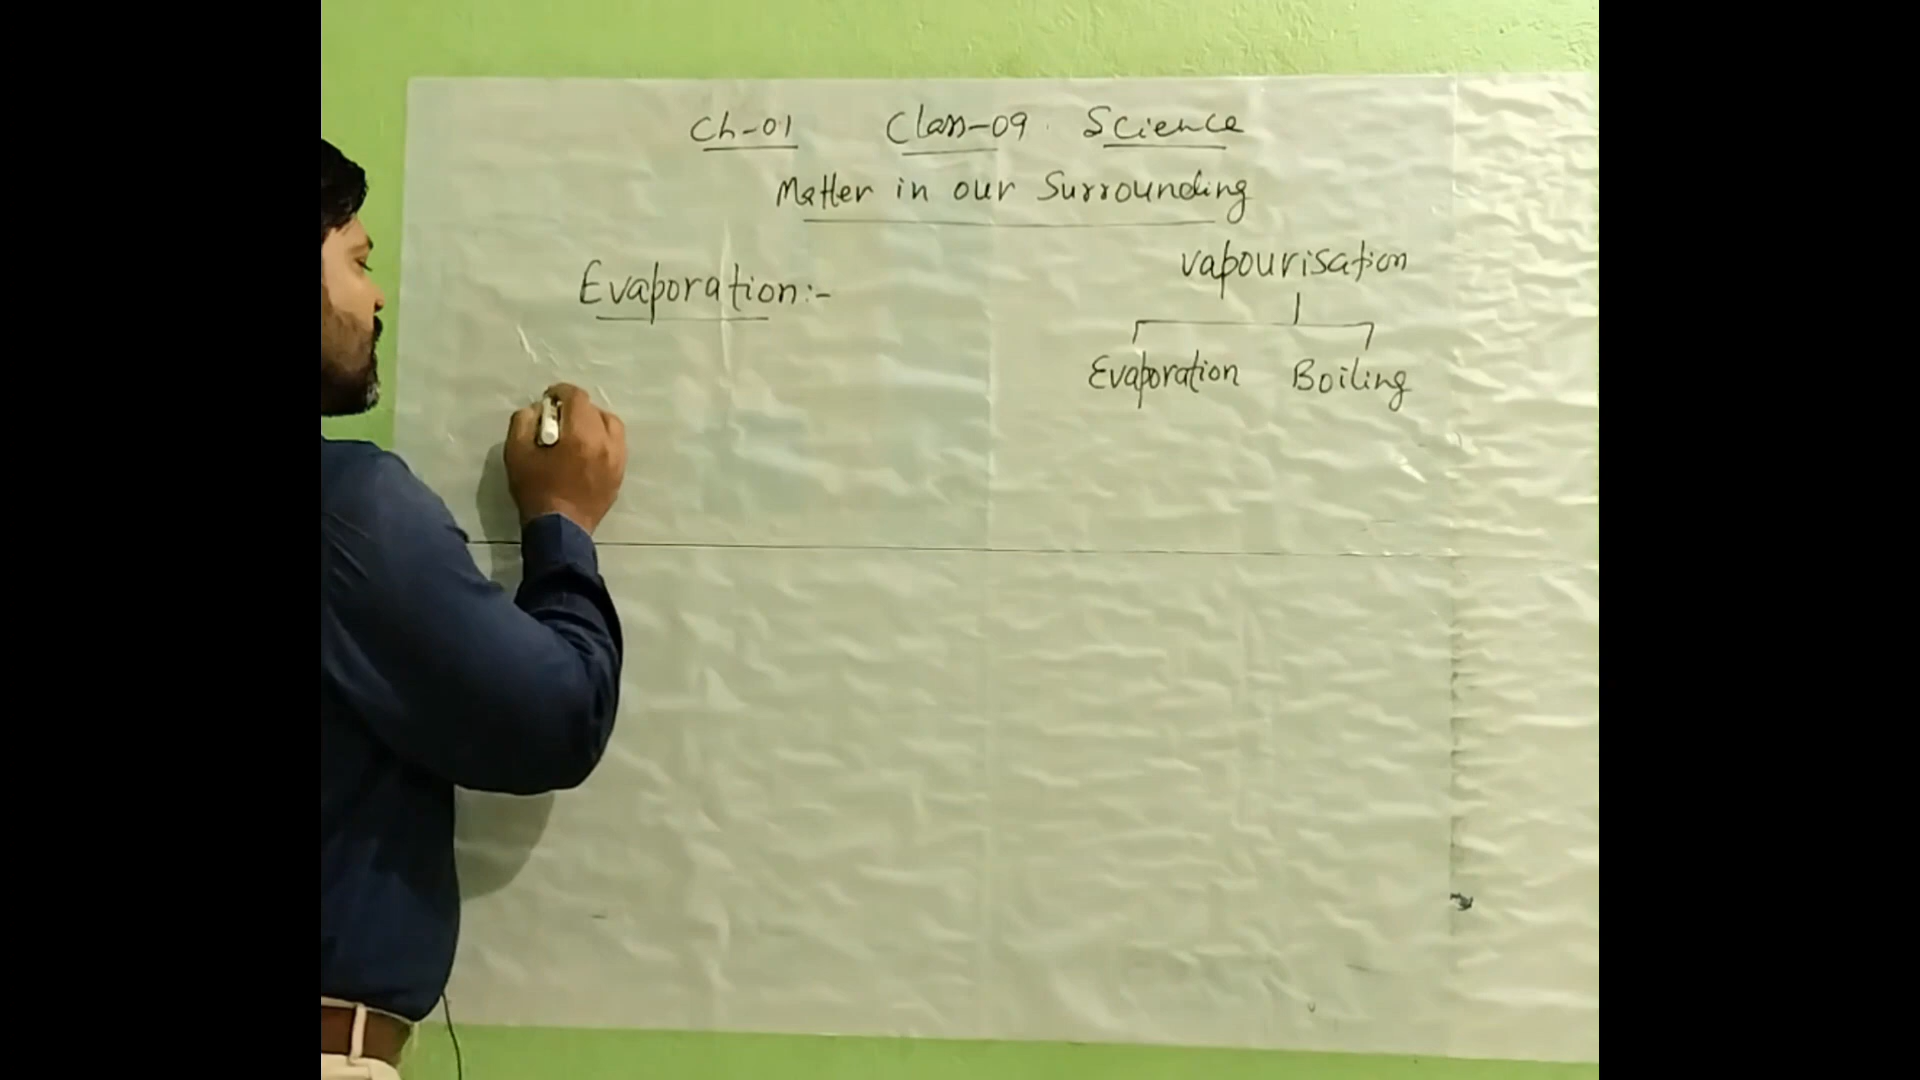 Ch-01 Class-09 Science
Matter in our Surrounding
vapourisation
Evaporation:-
Evaporation Boiling